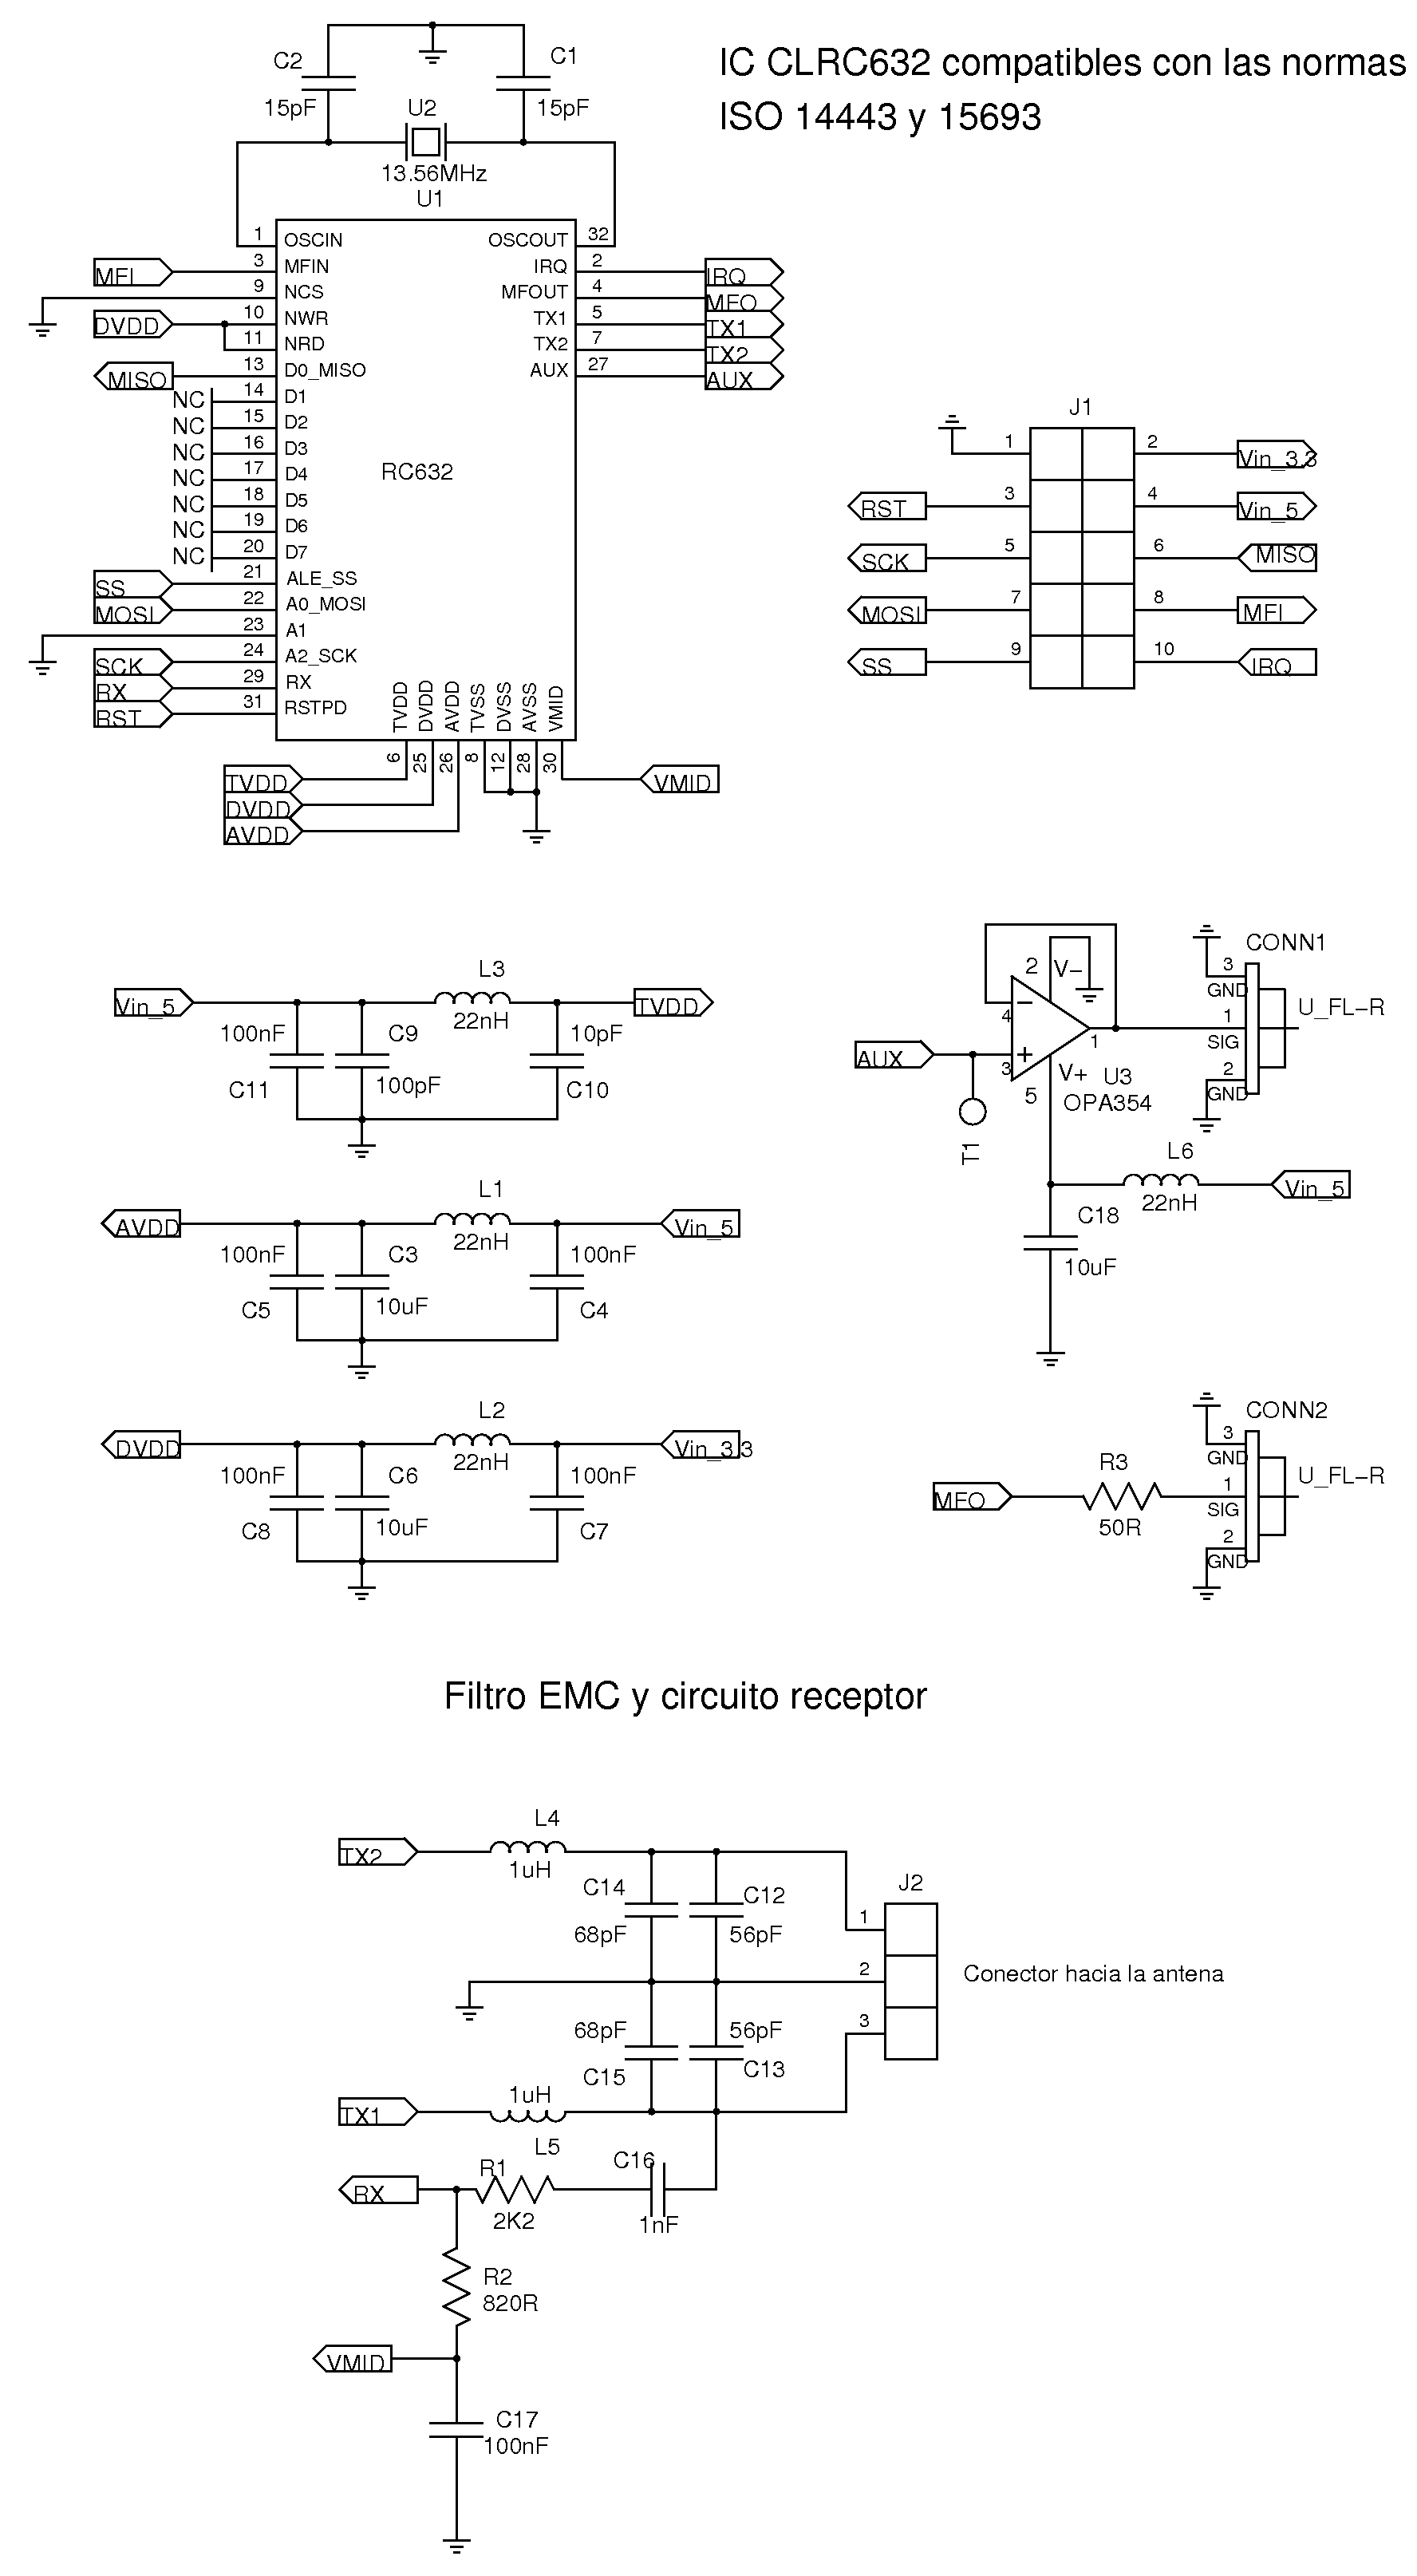 IC CLRC632 compatibles con las normas
ISO 14443 y 15693
C2
15pF
C1
15pF
U2
13.56MHz
U1
RC632
1 OSCIN
MFI 3 MFIN
9 NCS
DVDD 10 NWR
11 NRD
MISO 13 D0_MISO
NC 14 D1
NC 15 D2
NC 16 D3
NC 17 D4
NC 18 D5
NC 19 D6
NC 20 D7
SS 21 ALE_SS
MOSI 22 A0_MOSI
23 A1
SCK 24 A2_SCK
RX 29 RX
RST 31 RSTPD
OSCOUT 32
IRQ 2 IRQ
MFOUT 4 MFO
TX1 5 TX1
TX2 7 TX2
AUX 27 AUX
TVDD DVDD AVDD TVSS DVSS AVSS VMID
6 25 26 8 12 28 30
TVDD
DVDD
AVDD
VMID
J1
1 2 Vin_3.3
RST 3 4 Vin_5
SCK 5 6 MISO
MOSI 7 8 MFI
SS 9 10 IRQ
Vin_5
L3
22nH
TVDD
100nF
C11
C9
100pF
10pF
C10
AVDD
L1
22nH
Vin_5
100nF
C5
C3
10uF
100nF
C4
DVDD
L2
22nH
Vin_3.3
100nF
C8
C6
10uF
100nF
C7
AUX
T1
2 V-
4
3
1
V+
5
U3
OPA354
CONN1
3
GND
1
SIG
2
GND
U_FL-R
L6
22nH
Vin_5
C18
10uF
MFO
R3
50R
CONN2
3
GND
1
SIG
2
GND
U_FL-R
Filtro EMC y circuito receptor
TX2
L4
1uH
C14
68pF
C12
56pF
J2
1
2
3
Conector hacia la antena
68pF
C15
56pF
C13
TX1
1uH
L5
RX
R1
2K2
C16
1nF
R2
820R
VMID
C17
100nF